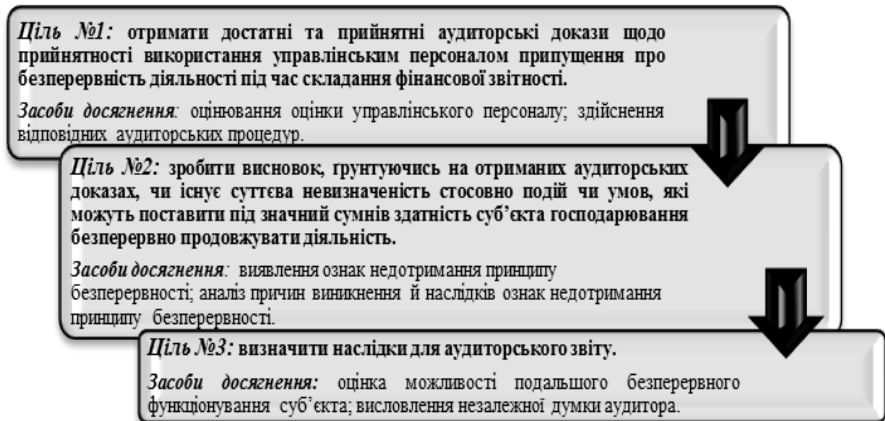 Ціль №1: отримати достатні та прийнятні аудиторські докази щодо
прийнятності використання управлінським персоналом припущення про
безперервність діяльності під час складання фінансової звітності.
Засоби досягнення: оцінювання оцінки управлінського персоналу; здійснення
відповідних аудиторських процедур.
Ціль №2: зробити висновок, ґрунтуючись на отриманих аудиторських
доказах, чи існує суттєва невизначеність стосовно подій чи умов, які
можуть поставити під значний сумнів здатність суб’єкта господарювання
безперервно продовжувати діяльність.
Засоби досягнення: виявлення ознак недотримання принципу
безперервності; аналіз причин виникнення й наслідків ознак недотримання
принципу безперервності.
Ціль №3: визначити наслідки для аудиторського звіту.
Засоби досягнення: оцінка можливості подальшого безперервного
функціонування суб’єкта; висловлення незалежної думки аудитора.